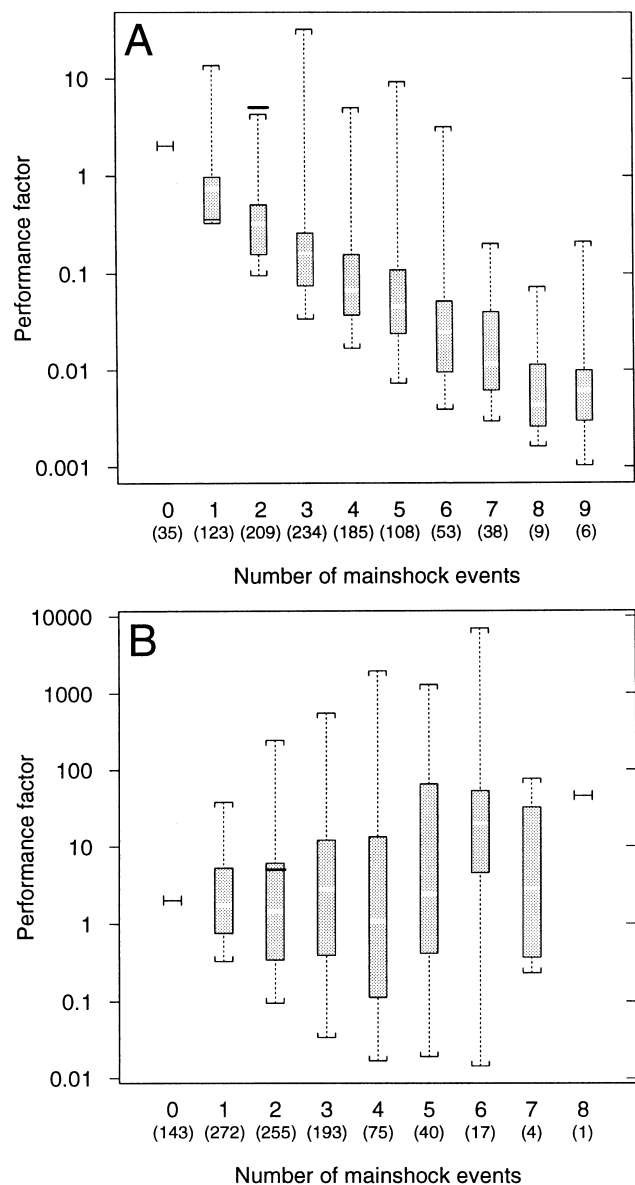 A
10
1
0.1
0.01
0.001
Performance factor
0 1 2 3 4 5 6 7 8 9
(35) (123) (209) (234) (185) (108) (53) (38) (9) (6)
Number of mainshock events
B
10000
1000
100
10
1
0.1
0.01
Performance factor
0 1 2 3 4 5 6 7 8
(143) (272) (255) (193) (75) (40) (17) (4) (1)
Number of mainshock events